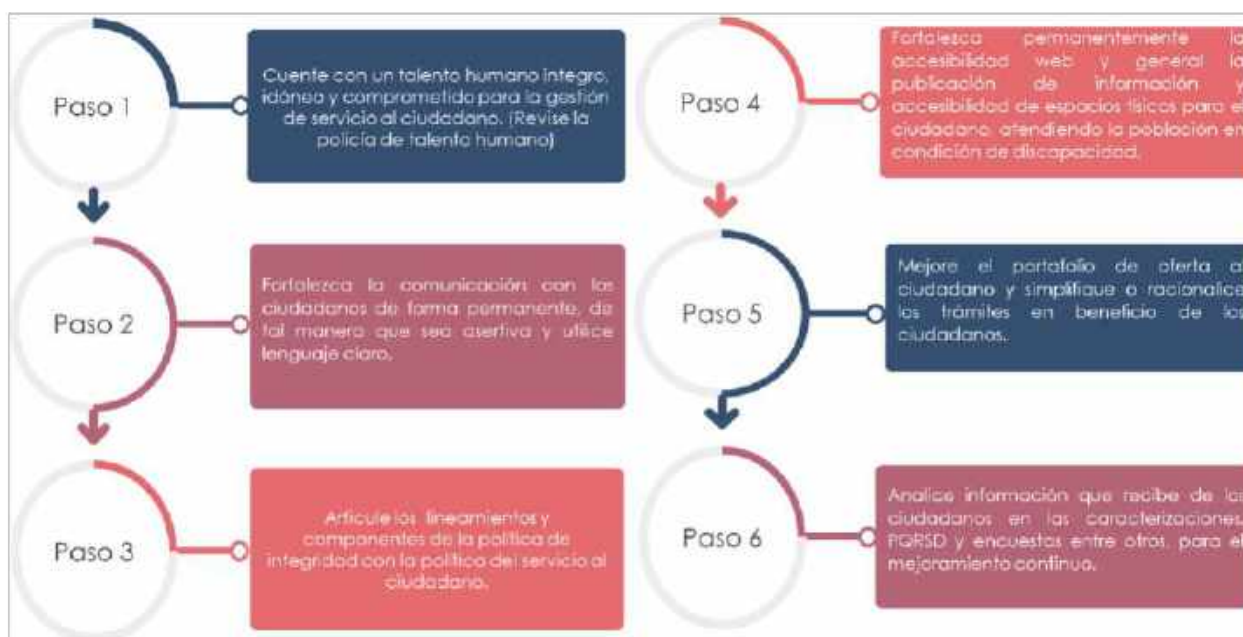 Paso 1
Cuente con un talento humano integro,
idónea y comprometido para la gestión
de servicio al ciudadano. (Revise la
policía de talento humano)
Paso 2
Fortalezca la comunicación con los
ciudadanos de forma permanente, de
tal manera que sea asertiva y utilice
lenguaje claro.
Paso 3
Articule los lineamientos y
componentes de la política de
integridad con la política del servicio al
ciudadano.
Paso 4
Fortalezca permanentemente la
accesibilidad web y general la
publicación de información y
accesibilidad de espacios físicos para el
ciudadano, atendiendo la población en
condición de discapacidad.
Paso 5
Mejore el portafolio de oferta al
ciudadano y simplifique o racionalice
los trámites en beneficio de los
ciudadanos.
Paso 6
Analice información que recibe de los
ciudadanos en las caracterizaciones,
PQRSD y encuestas entre otros, para el
mejoramiento continuo.